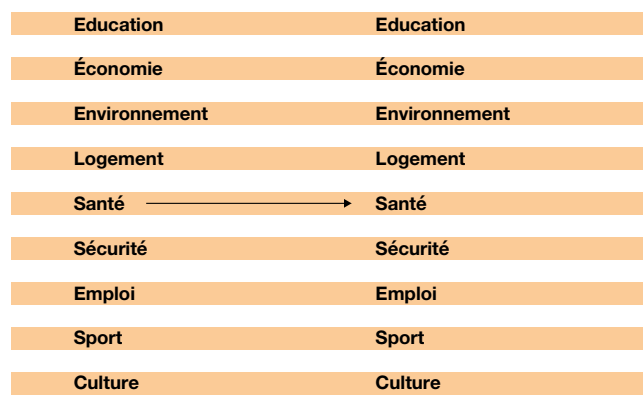 Education Education
Économie Économie
Environnement Environnement
Logement Logement
Santé Santé
Sécurité Sécurité
Emploi Emploi
Sport Sport
Culture Culture